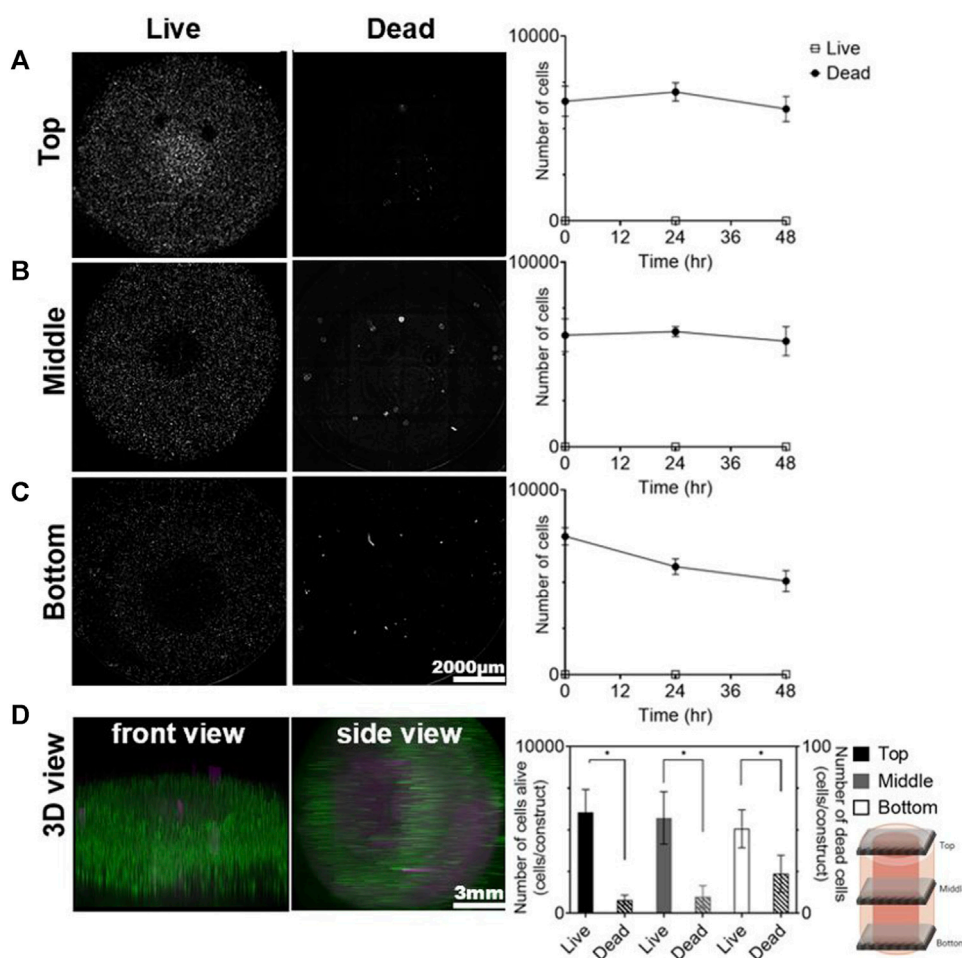 Live Dead
A
Top
10000
Number of cells
0
0 12 24 36 48
Time (hr)
Live
Dead
B
Middle
10000
Number of cells
0
0 12 24 36 48
Time (hr)
C
Bottom
2000µm
10000
Number of cells
0
0 12 24 36 48
Time (hr)
D
3D view
front view
side view
3mm
10000
Number of cells alive
(cells/construct)
0
* * *
100
Number of dead cells
(cells/construct)
0
Live Dead Live Dead Live Dead
Top
Middle
Bottom
Top
Middl
Bottom